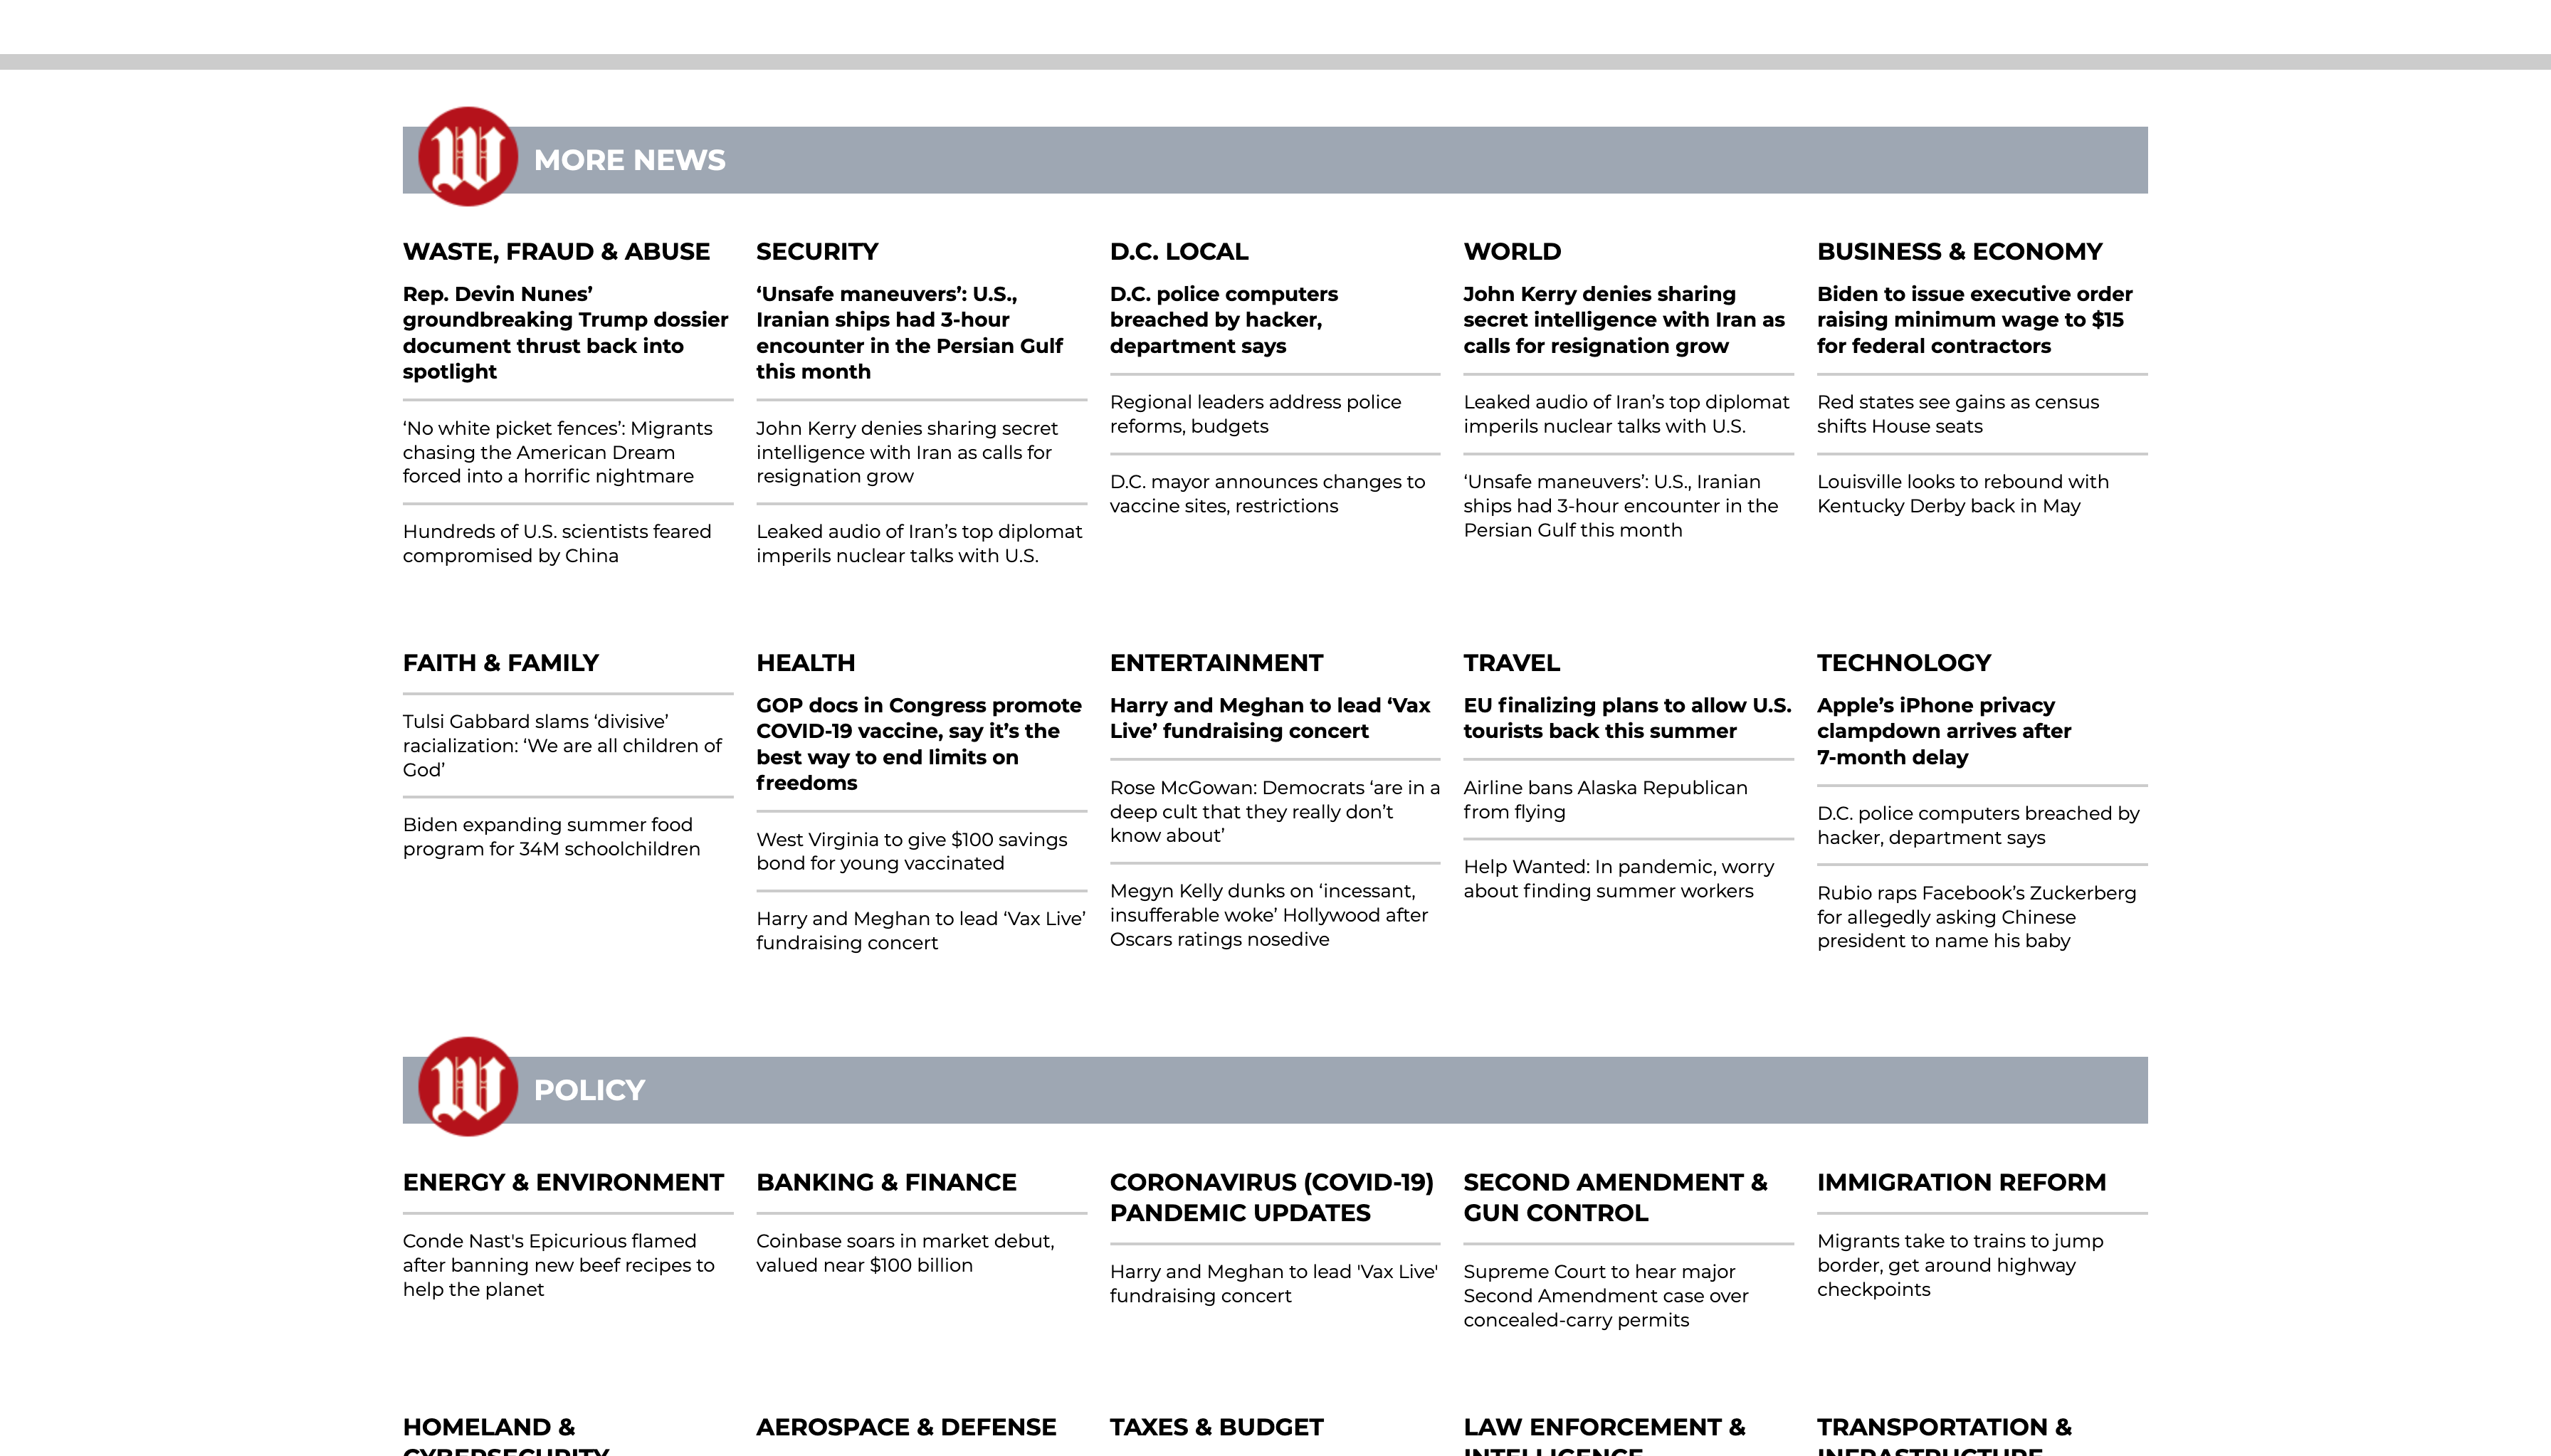 MORE NEWS
WASTE, FRAUD & ABUSE
Rep. Devin Nunes’
groundbreaking Trump dossier
document thrust back into
spotlight
‘No white picket fences’: Migrants
chasing the American Dream
forced into a horrific nightmare
Hundreds of U.S. scientists feared
compromised by China
SECURITY
‘Unsafe maneuvers’: U.S.,
Iranian ships had 3-hour
encounter in the Persian Gulf
this month
John Kerry denies sharing secret
intelligence with Iran as calls for
resignation grow
Leaked audio of Iran’s top diplomat
imperils nuclear talks with U.S.
D.C. LOCAL
D.C. police computers
breached by hacker,
department says
Regional leaders address police
reforms, budgets
D.C. mayor announces changes to
vaccine sites, restrictions
WORLD
John Kerry denies sharing
secret intelligence with Iran as
calls for resignation grow
Leaked audio of Iran’s top diplomat
imperils nuclear talks with U.S.
‘Unsafe maneuvers’: U.S., Iranian
ships had 3-hour encounter in the
Persian Gulf this month
BUSINESS & ECONOMY
Biden to issue executive order
raising minimum wage to $15
for federal contractors
Red states see gains as census
shifts House seats
Louisville looks to rebound with
Kentucky Derby back in May
FAITH & FAMILY
Tulsi Gabbard slams ‘divisive’
racialization: ‘We are all children of
God’
Biden expanding summer food
program for 34M schoolchildren
HEALTH
GOP docs in Congress promote
COVID-19 vaccine, say it’s the
best way to end limits on
freedoms
West Virginia to give $100 savings
bond for young vaccinated
Harry and Meghan to lead ‘Vax Live’
fundraising concert
ENTERTAINMENT
Harry and Meghan to lead ‘Vax
Live’ fundraising concert
Rose McGowan: Democrats ‘are in a
deep cult that they really don’t
know about’
Megyn Kelly dunks on ‘incessant,
insufferable woke’ Hollywood after
Oscars ratings nosedive
TRAVEL
EU finalizing plans to allow U.S.
tourists back this summer
Airline bans Alaska Republican
from flying
Help Wanted: In pandemic, worry
about finding summer workers
TECHNOLOGY
Apple’s iPhone privacy
clampdown arrives after
7-month delay
D.C. police computers breached by
hacker, department says
Rubio raps Facebook’s Zuckerberg
for allegedly asking Chinese
president to name his baby
POLICY
ENERGY & ENVIRONMENT
Conde Nast's Epicurious flamed
after banning new beef recipes to
help the planet
BANKING & FINANCE
Coinbase soars in market debut,
valued near $100 billion
CORONAVIRUS (COVID-19)
PANDEMIC UPDATES
Harry and Meghan to lead 'Vax Live'
fundraising concert
SECOND AMENDMENT &
GUN CONTROL
Supreme Court to hear major
Second Amendment case over
concealed-carry permits
IMMIGRATION REFORM
Migrants take to trains to jump
border, get around highway
checkpoints
HOMELAND &
CYBERSECURITY
AEROSPACE & DEFENSE
TAXES & BUDGET
LAW ENFORCEMENT &
INTELLIGENCE
TRANSPORTATION &
INFRASTRUCTURE